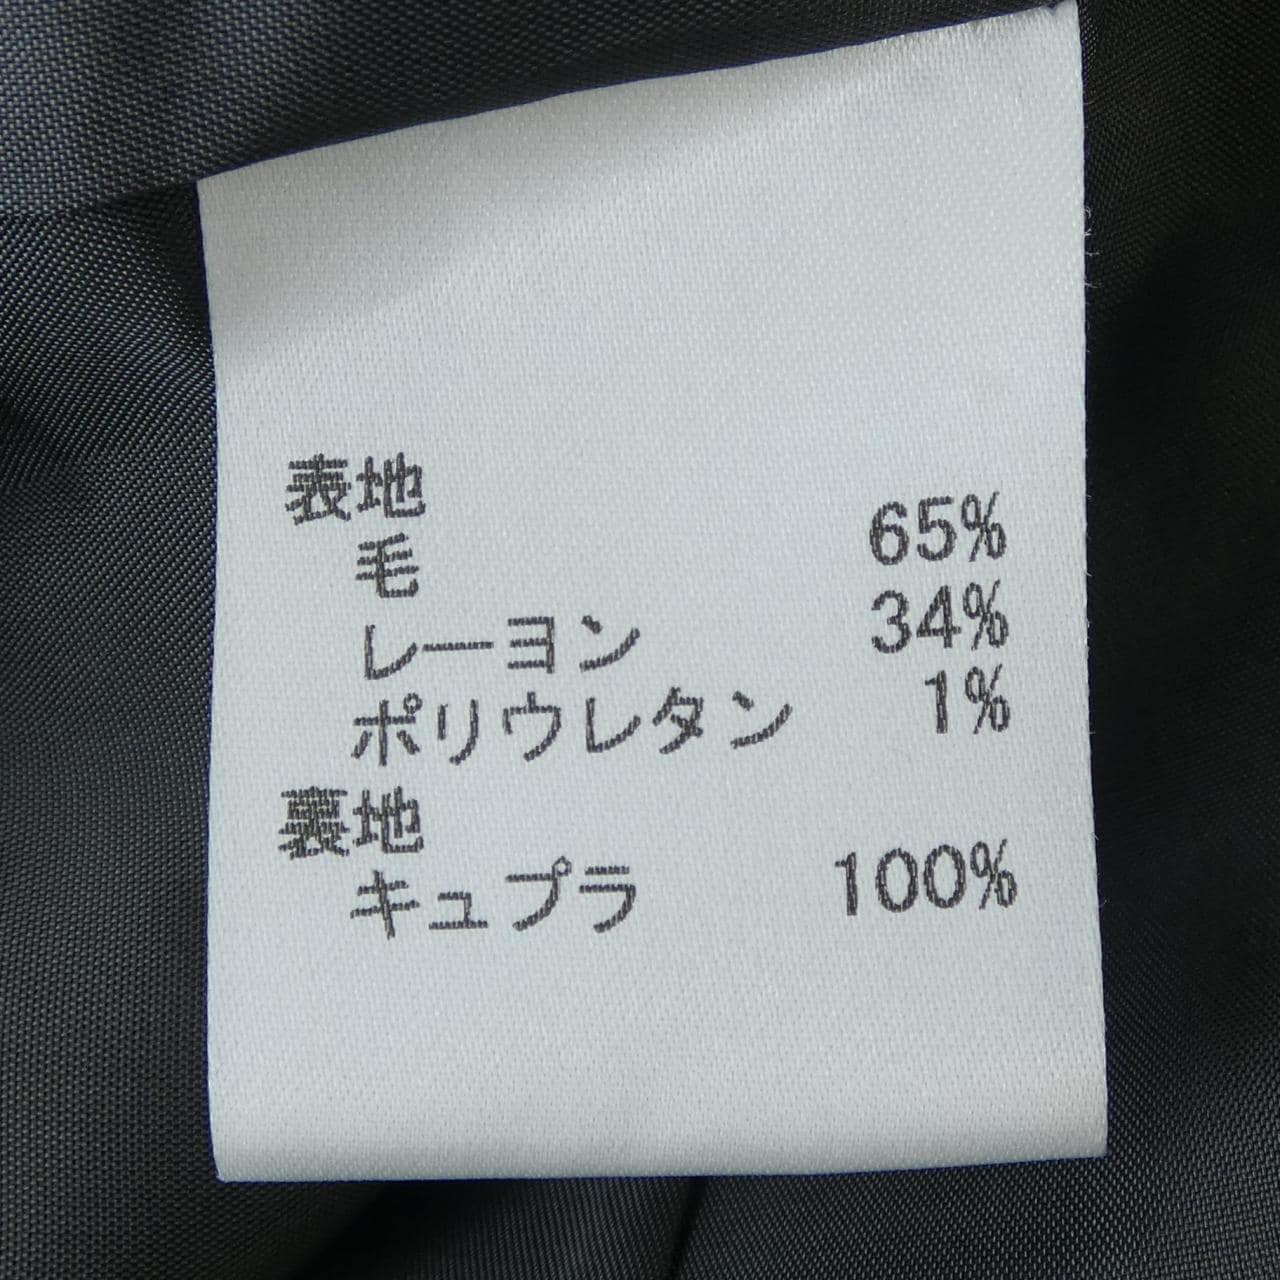 表地
毛 65%
レーヨン 34%
ポリウレタン 1%
裏地
キュプラ 100%